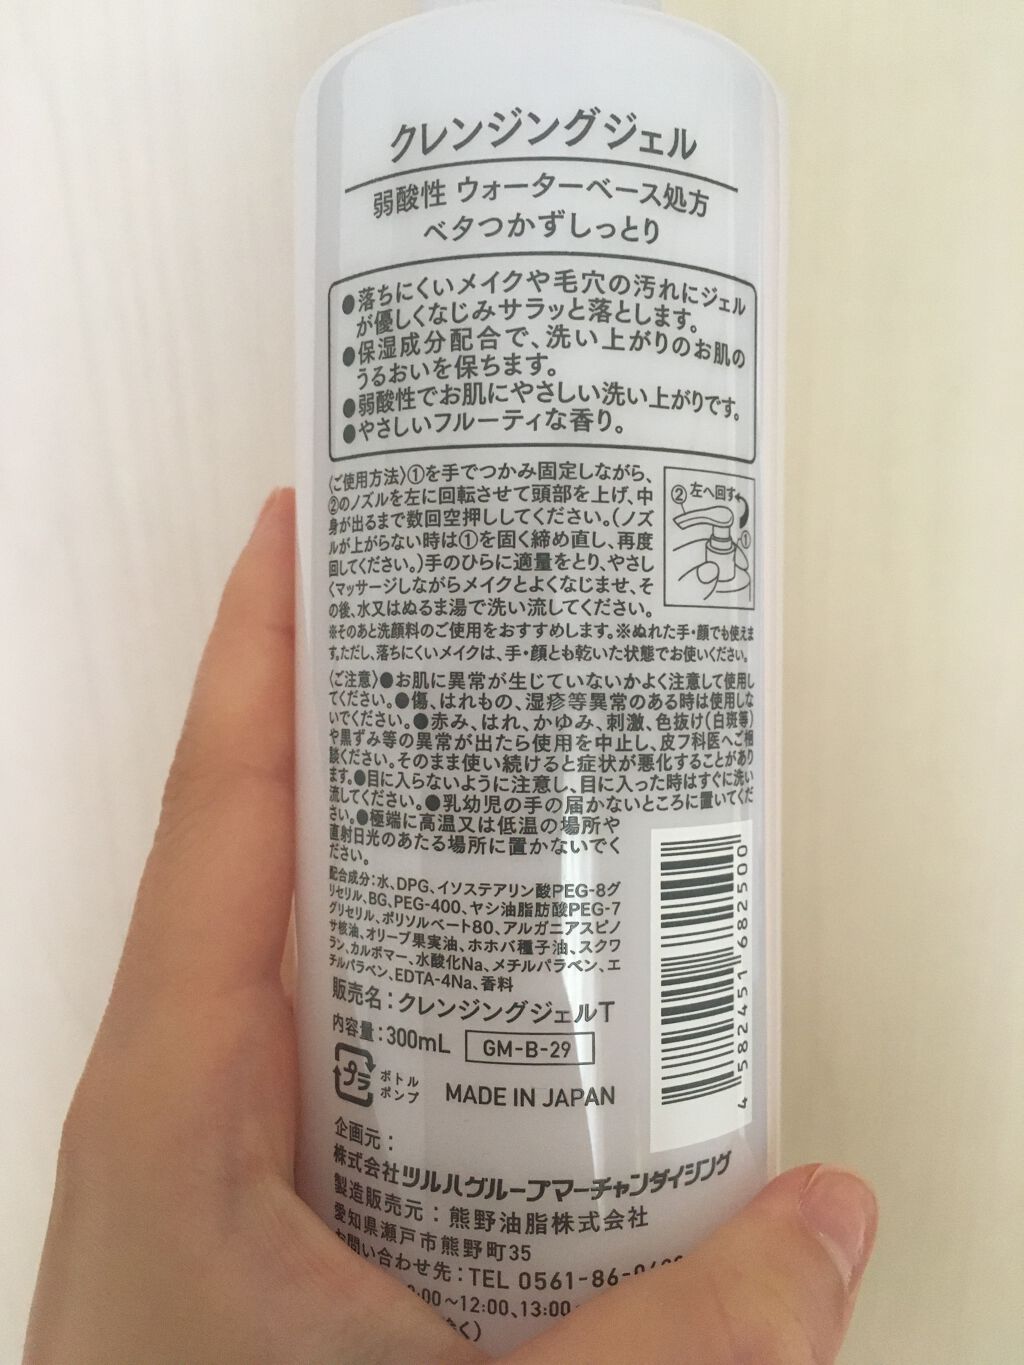 クレンジングジェル
弱酸性 ウォーターベース処方
ベタつかずしっとり
●落ちにくいメイクや毛穴の汚れにジェル
が優しくなじみサラッと落とします。
●保湿成分配合で、洗い上がりのお肌の
うるおいを保ちます。
●弱酸性でお肌にやさしい洗い上がりです。
●やさしいフルーティな香り。
〈ご使用方法〉①を手でつかみ固定しながら、
②のノズルを左に回転させて頭部を上げ、中
身が出るまで数回空押ししてください。(ノズ
ルが上がらない時は①を固く締め直し、再度
回してください。)手のひらに適量をとり、やさし
くマッサージしながらメイクとよくなじませ、そ
の後、水又はぬるま湯で洗い流してください。
②左へ回す
①
※そのあと洗顔料のご使用をおすすめします。※ぬれた手・顔でも使えま
す。ただし、落ちにくいメイクは、手・顔とも乾いた状態でお使いください。
〈ご注意〉●お肌に異常が生じていないかよく注意して使用し
てください。●傷、はれもの、湿疹等異常のある時は使用しな
いでください。●赤み、はれ、かゆみ、刺激、色抜け(白斑等)
や黒ずみ等の異常が出たら使用を中止し、皮フ科医へご相
談ください。そのまま使い続けると症状が悪化することがあり
ます。●目に入らないように注意し、目に入った時はすぐに洗い
流してください。●乳幼児の手の届かないところに置いてくだ
さい。●極端に高温又は低温の場所や
直射日光のあたる場所に置かないでく
ださい。
配合成分:水、DPG、イソステアリン酸PEG-8グ
リセリル、BG、PEG-400、ヤシ油脂肪酸PEG-7
グリセリル、ポリソルベート80、アルガニアスピノ
サ核油、オリーブ果実油、ホホバ種子油、スクワ
ラン、カルボマー、水酸化Na、メチルパラベン、エ
チルパラベン、EDTA-4Na、香料
販売名:クレンジングジェルT
内容量:300mL GM-B-29
プラ ボトル
ポンプ
MADE IN JAPAN
4 582451 682500
企画元:
株式会社ツルハグループマーチャンダイジング
製造販売元:熊野油脂株式会社
愛知県瀬戸市熊野町35
お問い合わせ先:TEL 0561-86-
:00~12:00、13:00~
く)